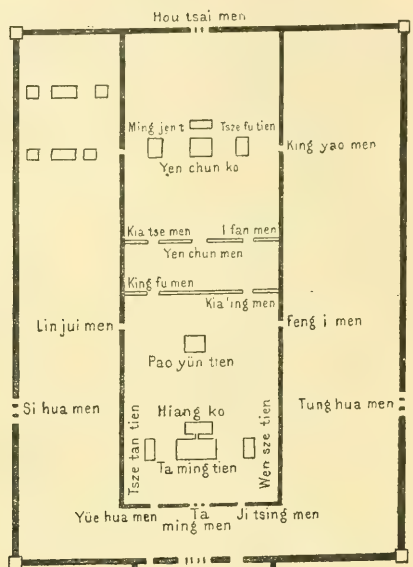 Hou tsai men
Ming jen t Tsze fu tien
King yao men
Yen chun ko
Kia tse men I fan men
Yen chun men
King fu men
Kia'ing men
Lin jui men
Feng i men
Pao yün tien
Si hua men
Tung hua men
Hiang ko
Tsze tan tien
Wen sze tien
Ta ming tien
Yüe hua men Ta Ji tsing men
ming men